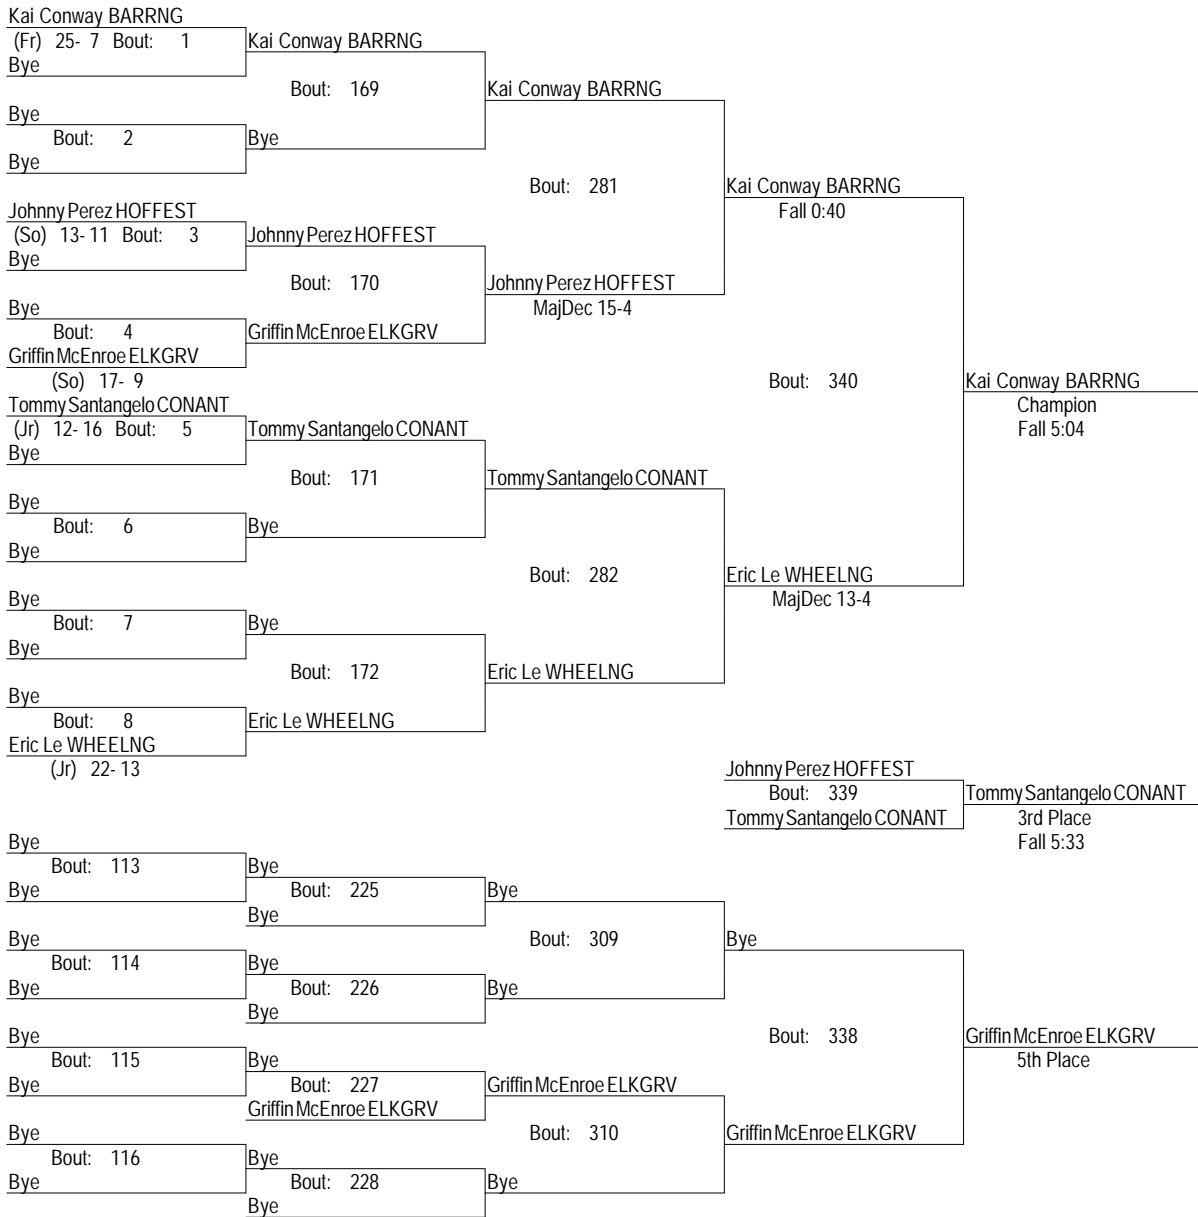 Kai Conway BARRNG
(Fr) 25- 7 Bout: 1 Kai Conway BARRNG
Bye
Bout: 169 Kai Conway BARRNG
Bye
Bout: 2 Bye
Bye
Bout: 281 Kai Conway BARRNG
Johnny Perez HOFFEST Fall 0:40
(So) 13- 11 Bout: 3 Johnny Perez HOFFEST
Bye
Bout: 170 Johnny Perez HOFFEST
Bye MajDec 15-4
Bout: 4 Griffin McEnroe ELKGRV
Griffin McEnroe ELKGRV
(So) 17- 9 Bout: 340 Kai Conway BARRNG
Tommy Santangelo CONANT Champion
(Jr) 12- 16 Bout: 5 Tommy Santangelo CONANT Fall 5:04
Bye
Bout: 171 Tommy Santangelo CONANT
Bye
Bout: 6 Bye
Bye
Bout: 282 Eric Le WHEELNG
Bye MajDec 13-4
Bout: 7 Bye
Bye
Bout: 172 Eric Le WHEELNG
Bye
Bout: 8 Eric Le WHEELNG
Eric Le WHEELNG
(Jr) 22- 13 Johnny Perez HOFFEST
Bout: 339 Tommy Santangelo CONANT
Tommy Santangelo CONANT 3rd Place
Bye Fall 5:33
Bout: 113 Bye
Bye Bout: 225 Bye
Bye
Bye Bout: 309 Bye
Bout: 114 Bye
Bye Bout: 226 Bye
Bye
Bye Bout: 338 Griffin McEnroe ELKGRV
Bout: 115 Bye 5th Place
Bye Bout: 227 Griffin McEnroe ELKGRV
Griffin McEnroe ELKGRV
Bye Bout: 310 Griffin McEnroe ELKGRV
Bout: 116 Bye
Bye Bout: 228 Bye
Bye